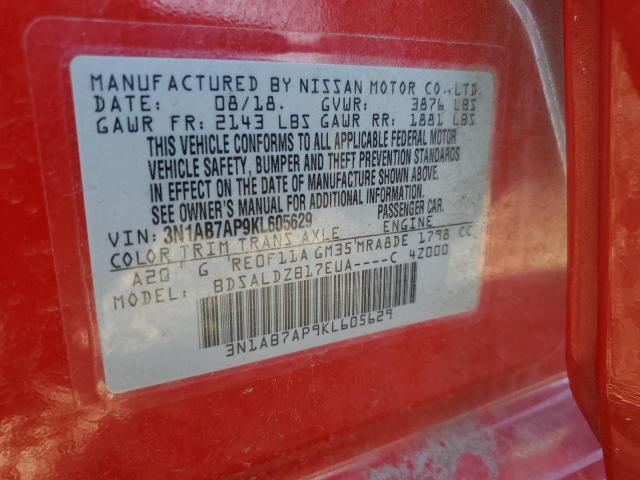 MANUFACTURED BY NISSAN MOTOR CO.,LTD.
DATE: 08/18. GVWR: 3876 LBS
GAWR FR: 2143 LBS GAWR RR: 1881 LBS
THIS VEHICLE CONFORMS TO ALL APPLICABLE FEDERAL MOTOR
VEHICLE SAFETY, BUMPER AND THEFT PREVENTION STANDARDS
IN EFFECT ON THE DATE OF MANUFACTURE SHOWN ABOVE.
SEE OWNER'S MANUAL FOR ADDITIONAL INFORMATION.
VIN: 3N1AB7AP9KL605629 PASSENGER CAR.
COLOR TRIM TRANS AXLE ENGINE
A20 G RE0F11A GM35 MRA8DE 1798 CC
MODEL: BDSALDZB17EUA----C 4Z000
3N1AB7AP9KL605629